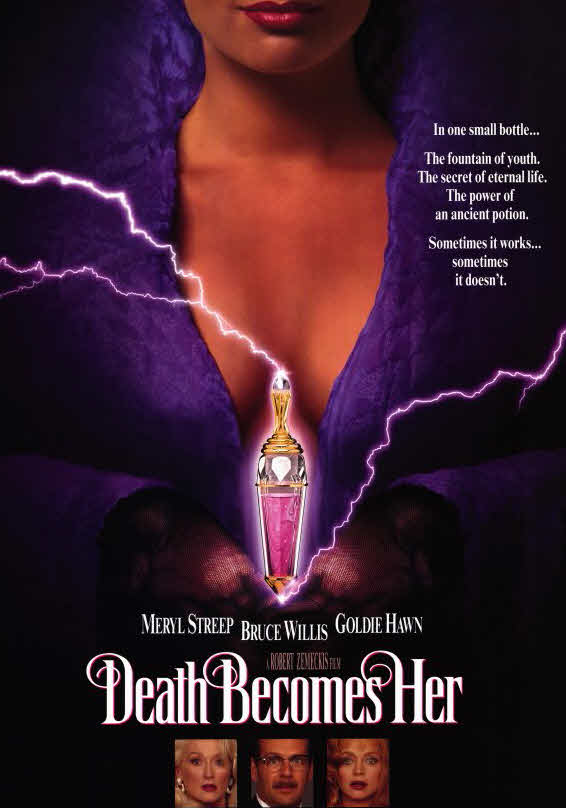 In one small bottle...
The fountain of youth.
The secret of eternal life.
The power of
an ancient potion.
Sometimes it works...
sometimes
it doesn't.
MERYL STREEP BRUCE WILLIS GOLDIE HAWN
A ROBERT ZEMECKIS FILM
Death Becomes Her